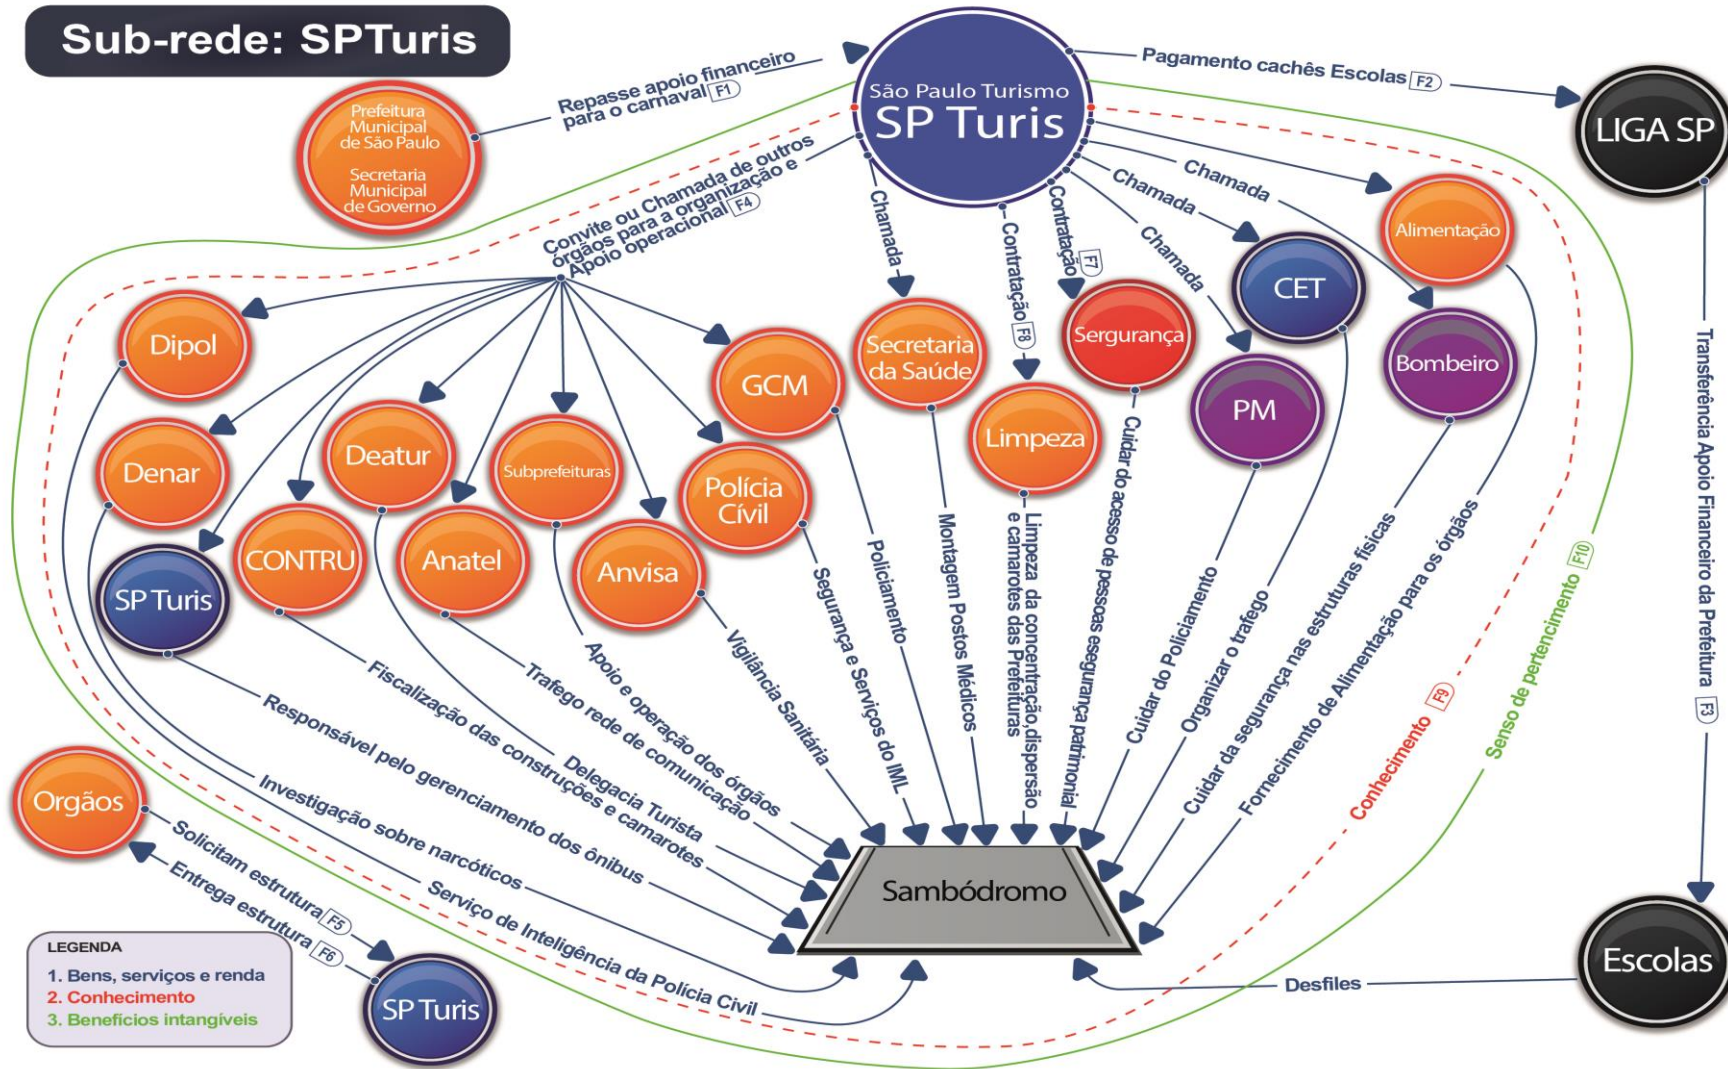 Sub-rede: SPTuris
Prefeitura
Municipal
de São Paulo
Secretaria
Municipal
de Governo
Repasse apoio financeiro
para o carnaval F1
São Paulo Turismo
SP Turis
Pagamento cachês Escolas F2
LIGA SP
Convite ou Chamada de outros
órgãos para a organização e
Apoio operacional F4
Chamada
Contratação F8
Contratação F7
Chamada
Chamada
Chamada
Alimentação
CET
Bombeiro
PM
Sergurança
Limpeza
Secretaria
da Saúde
GCM
Dipol
Denar
SP Turis
CONTRU
Deatur
Anatel
Subprefeituras
Anvisa
Polícia
Cívil
Transferência Apoio Financeiro da Prefeitura F3
Senso de pertencimento F10
Conhecimento F9
Fornecimento de Alimentação para os órgãos
Cuidar da segurança nas estruturas físicas
Organizar o trafego
Cuidar do Policiamento
Cuidar do acesso de pessoas e segurança patrimonial
Limpeza da concentração,dispersão
e camarotes das Prefeituras
Montagem Postos Médicos
Policiamento
Segurança e Serviços do IML
Vigilância Sanitária
Apoio e operação dos órgãos
Trafego rede de comunicação
Delegacia Turista
Fiscalização das construções e camarotes
Responsável pelo gerenciamento dos ônibus
Investigação sobre narcóticos
Serviço de Inteligência da Polícia Civil
Sambódromo
Desfiles
Escolas
Orgãos
Solicitam estrutura F5
Entrega estrutura F6
SP Turis
LEGENDA
1. Bens, serviços e renda
2. Conhecimento
3. Benefícios intangíveis